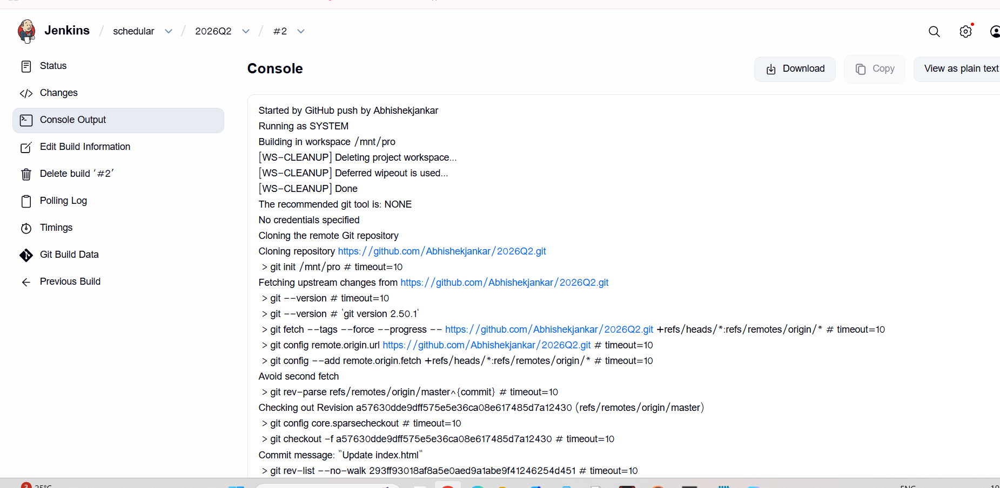 Jenkins / schedular / 2026Q2 / #2
Status
Changes
Console Output
Edit Build Information
Delete build ‘#2’
Polling Log
Timings
Git Build Data
Previous Build
Console
Download
Copy
View as plain text
Started by GitHub push by Abhishekjankar
Running as SYSTEM
Building in workspace /mnt/pro
[WS-CLEANUP] Deleting project workspace...
[WS-CLEANUP] Deferred wipeout is used...
[WS-CLEANUP] Done
The recommended git tool is: NONE
No credentials specified
Cloning the remote Git repository
Cloning repository https://github.com/Abhishekjankar/2026Q2.git
> git init /mnt/pro # timeout=10
Fetching upstream changes from https://github.com/Abhishekjankar/2026Q2.git
> git --version # timeout=10
> git --version # 'git version 2.50.1'
> git fetch --tags --force --progress -- https://github.com/Abhishekjankar/2026Q2.git +refs/heads/*:refs/remotes/origin/* # timeout=10
> git config remote.origin.url https://github.com/Abhishekjankar/2026Q2.git # timeout=10
> git config --add remote.origin.fetch +refs/heads/*:refs/remotes/origin/* # timeout=10
Avoid second fetch
> git rev-parse refs/remotes/origin/master^{commit} # timeout=10
Checking out Revision a57630dde9dff575e5e36ca08e617485d7a12430 (refs/remotes/origin/master)
> git config core.sparsecheckout # timeout=10
> git checkout -f a57630dde9dff575e5e36ca08e617485d7a12430 # timeout=10
Commit message: "Update index.html"
> git rev-list --no-walk 293ff93018af8a5e0aed9a1abe9f41246254d451 # timeout=10
3
25°C
ENG